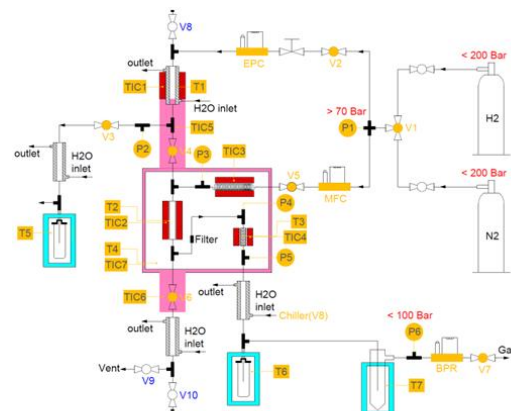 V8
outlet
TIC1
T1
H2O
inlet
EPC
V2
< 200 Bar
H2
> 70 Bar
P1
V1
V3
P2
TIC5
4
P3
TIC3
outlet
H2O
inlet
V5
MFC
< 200 Bar
N2
T2
TIC2
P4
T3
TIC4
T4
TIC7
Filter
P5
T5
TIC6
6
outlet
H2O
inlet
Chiller(V8)
outlet
H2O
inlet
< 100 Bar
P6
Ga
BPR
V7
Vent
V9
V10
T6
T7